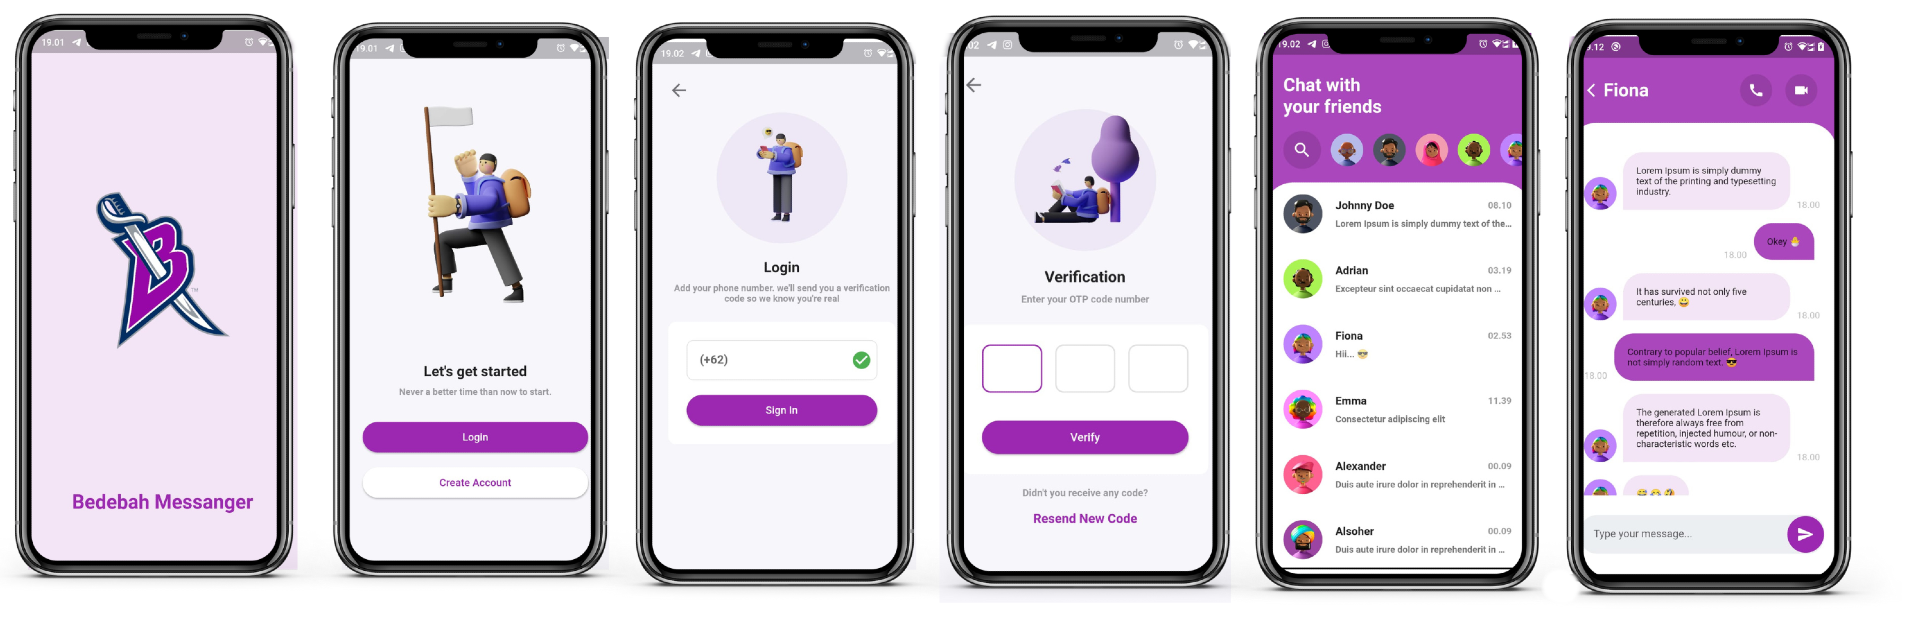 19.01
B
TM
Bedebah Messanger
19.01
Let's get started
Never a better time than now to start.
Login
Create Account
19.02
Login
Add your phone number. we'll send you a verification
code so we know you're real
(+62)
Sign In
02
Verification
Enter your OTP code number
Verify
Didn't you receive any code?
Resend New Code
19.02
Chat with
your friends
Johnny Doe
08.10
Lorem Ipsum is simply dummy text of the...
Adrian
03.19
Excepteur sint occaecat cupidatat non ...
Fiona
02.53
Hii... 😎
Emma
11.39
Consectetur adipiscing elit
Alexander
00.09
Duis aute irure dolor in reprehenderit in ...
Alsoher
00.09
Duis aute irure dolor in reprehenderit in ...
9.12
Fiona
Lorem Ipsum is simply dummy
text of the printing and typesetting
industry.
18.00
Okey 🐣
18.00
It has survived not only five
centuries, 😀
18.00
Contrary to popular belief, Lorem Ipsum is
not simply random text. 😎
18.00
The generated Lorem Ipsum is
therefore always free from
repetition, injected humour, or non-
characteristic words etc.
18.00
Type your message...